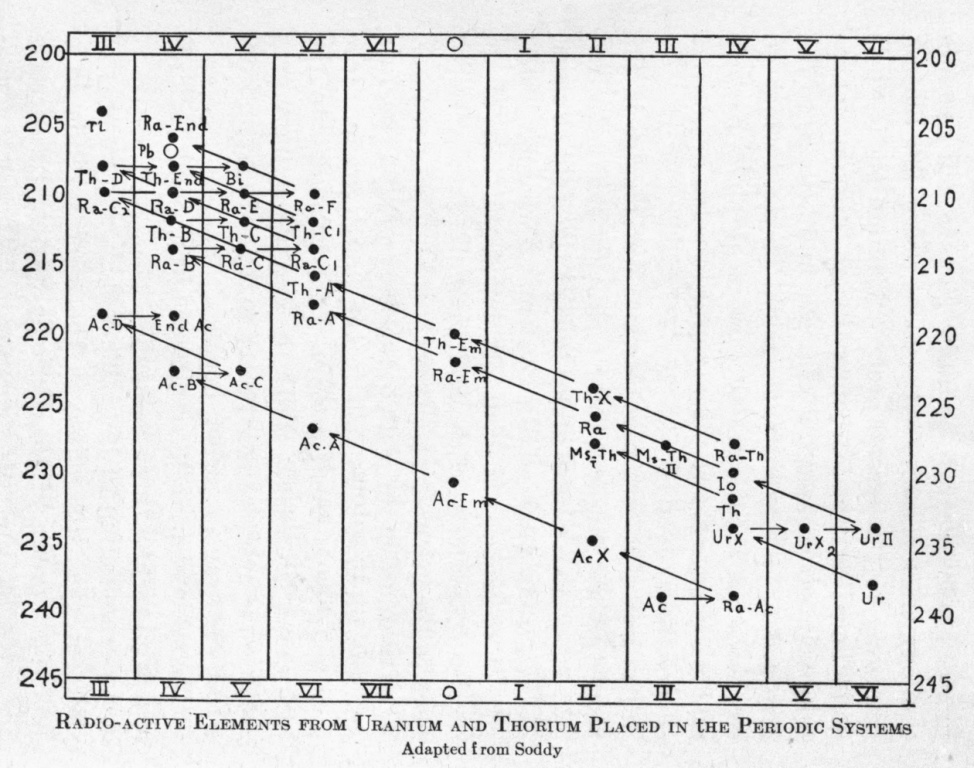 III IV V VI VII O I II III IV V VI
200 200
205 205
210 210
215 215
220 220
225 225
230 230
235 235
240 240
245 245
Tl
Ra-End
Pb
Th-D Th-End Bi
Ra-C2 Ra-D Ra-E Ra-F
Th-B Th-C Th-C1
Ra-B Ra-C Ra-C1
Th-A
Ra-A
Ac-D End Ac
Th-Em
Ac-B Ac-C Ra-Em
Th-X
Ra
Ac-A Ms-Th I Ms-Th II Ra-Th
Io
Ac-Em Th
UrX UrX2 Ur II
AcX
Ac Ra-Ac Ur
III IV V VI VII O I II III IV V VI
RADIO-ACTIVE ELEMENTS FROM URANIUM AND THORIUM PLACED IN the PERIODIC SYSTEMS
Adapted from Soddy